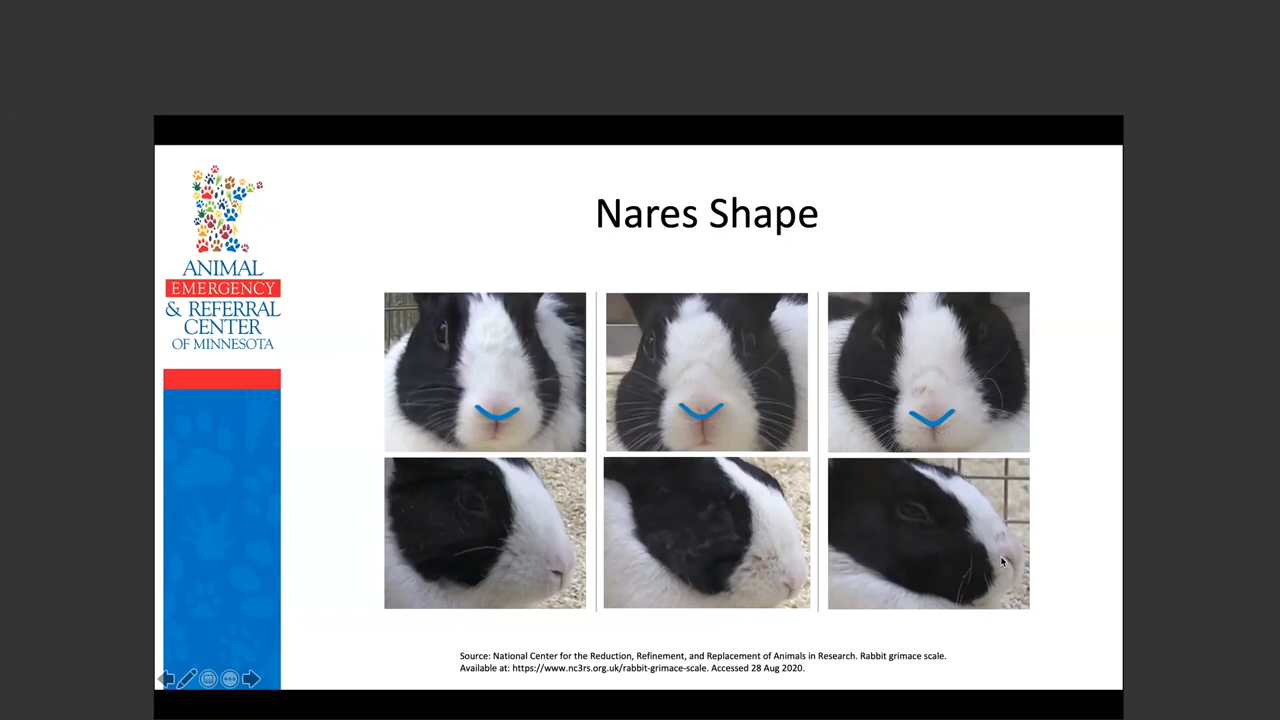 Nares Shape
ANIMAL
EMERGENCY
& REFERRAL
CENTER
OF MINNESOTA
Source: National Center for the Reduction, Refinement, and Replacement of Animals in Research. Rabbit grimace scale.
Available at: https://www.nc3rs.org.uk/rabbit-grimace-scale. Accessed 28 Aug 2020.